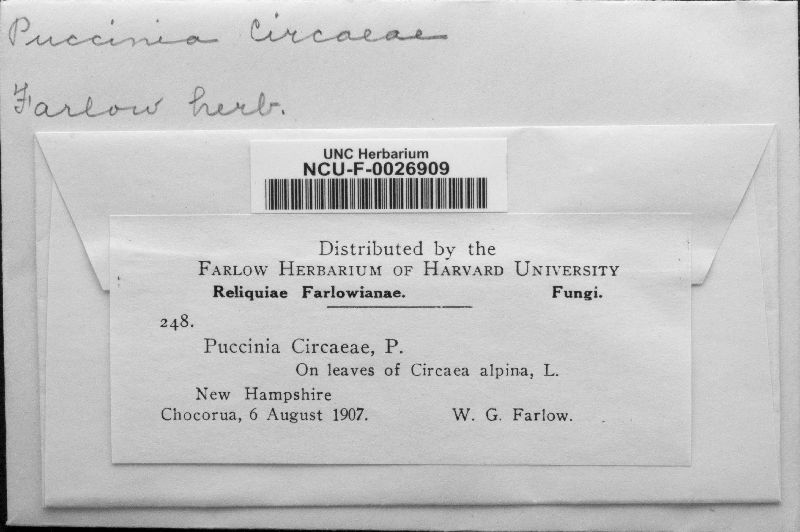 Puccinia Circaeae
Farlow herb.
UNC Herbarium
NCU-F-0026909
Distributed by the
FARLOW HERBARIUM OF HARVARD UNIVERSITY
Reliquiae Farlowianae. Fungi.
248.
Puccinia Circaeae, P.
On leaves of Circaea alpina, L.
New Hampshire
Chocorua, 6 August 1907. W. G. Farlow.